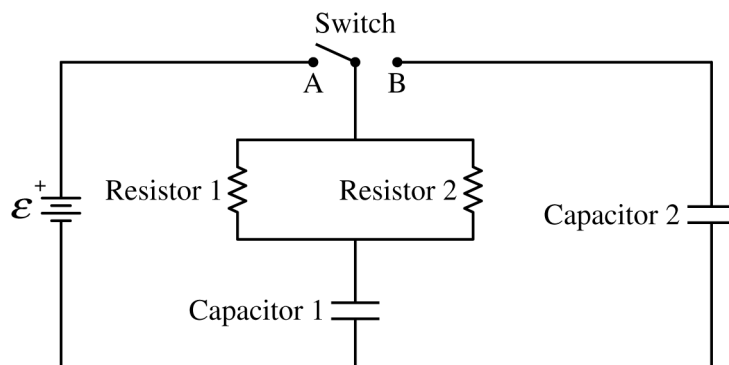 Switch
A
B
+
ε
Resistor 1
Resistor 2
Capacitor 2
Capacitor 1